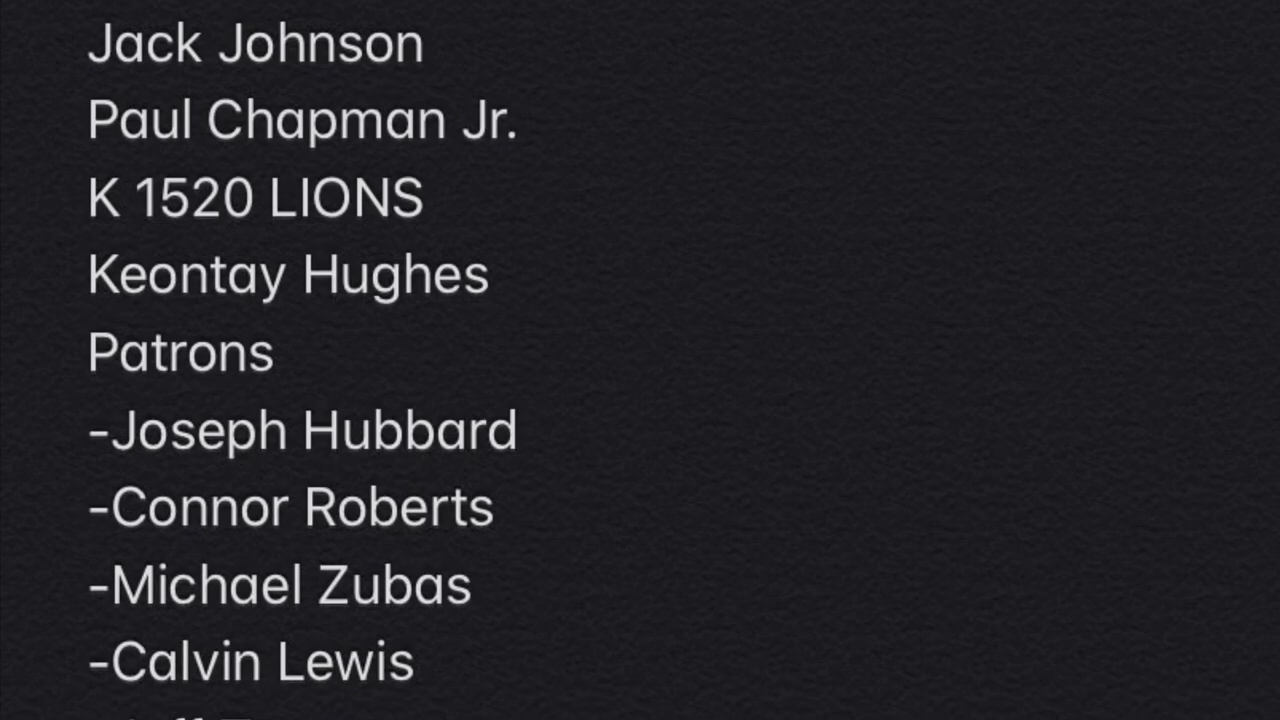 Jack Johnson
Paul Chapman Jr.
K 1520 LIONS
Keontay Hughes
Patrons
-Joseph Hubbard
-Connor Roberts
-Michael Zubas
-Calvin Lewis